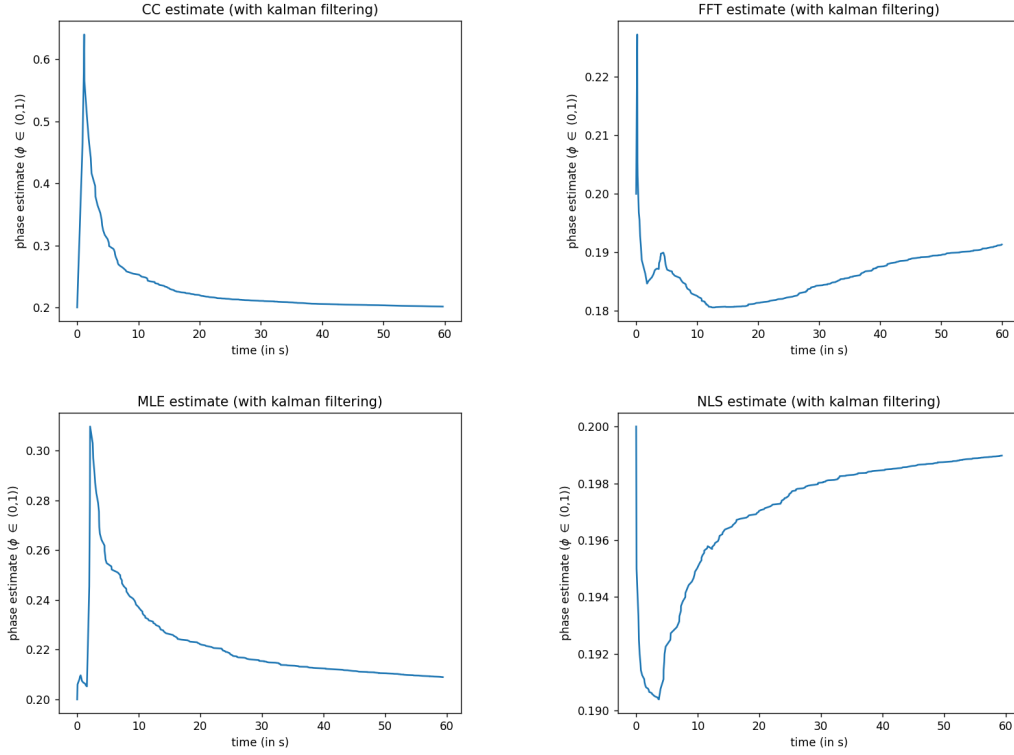 CC estimate (with kalman filtering)
phase estimate (ϕ ∈ (0,1))
0.6
0.5
0.4
0.3
0.2
0 10 20 30 40 50 60
time (in s)
FFT estimate (with kalman filtering)
phase estimate (ϕ ∈ (0,1))
0.22
0.21
0.20
0.19
0.18
0 10 20 30 40 50 60
time (in s)
MLE estimate (with kalman filtering)
phase estimate (ϕ ∈ (0,1))
0.30
0.28
0.26
0.24
0.22
0.20
0 10 20 30 40 50 60
time (in s)
NLS estimate (with kalman filtering)
phase estimate (ϕ ∈ (0,1))
0.200
0.198
0.196
0.194
0.192
0.190
0 10 20 30 40 50 60
time (in s)